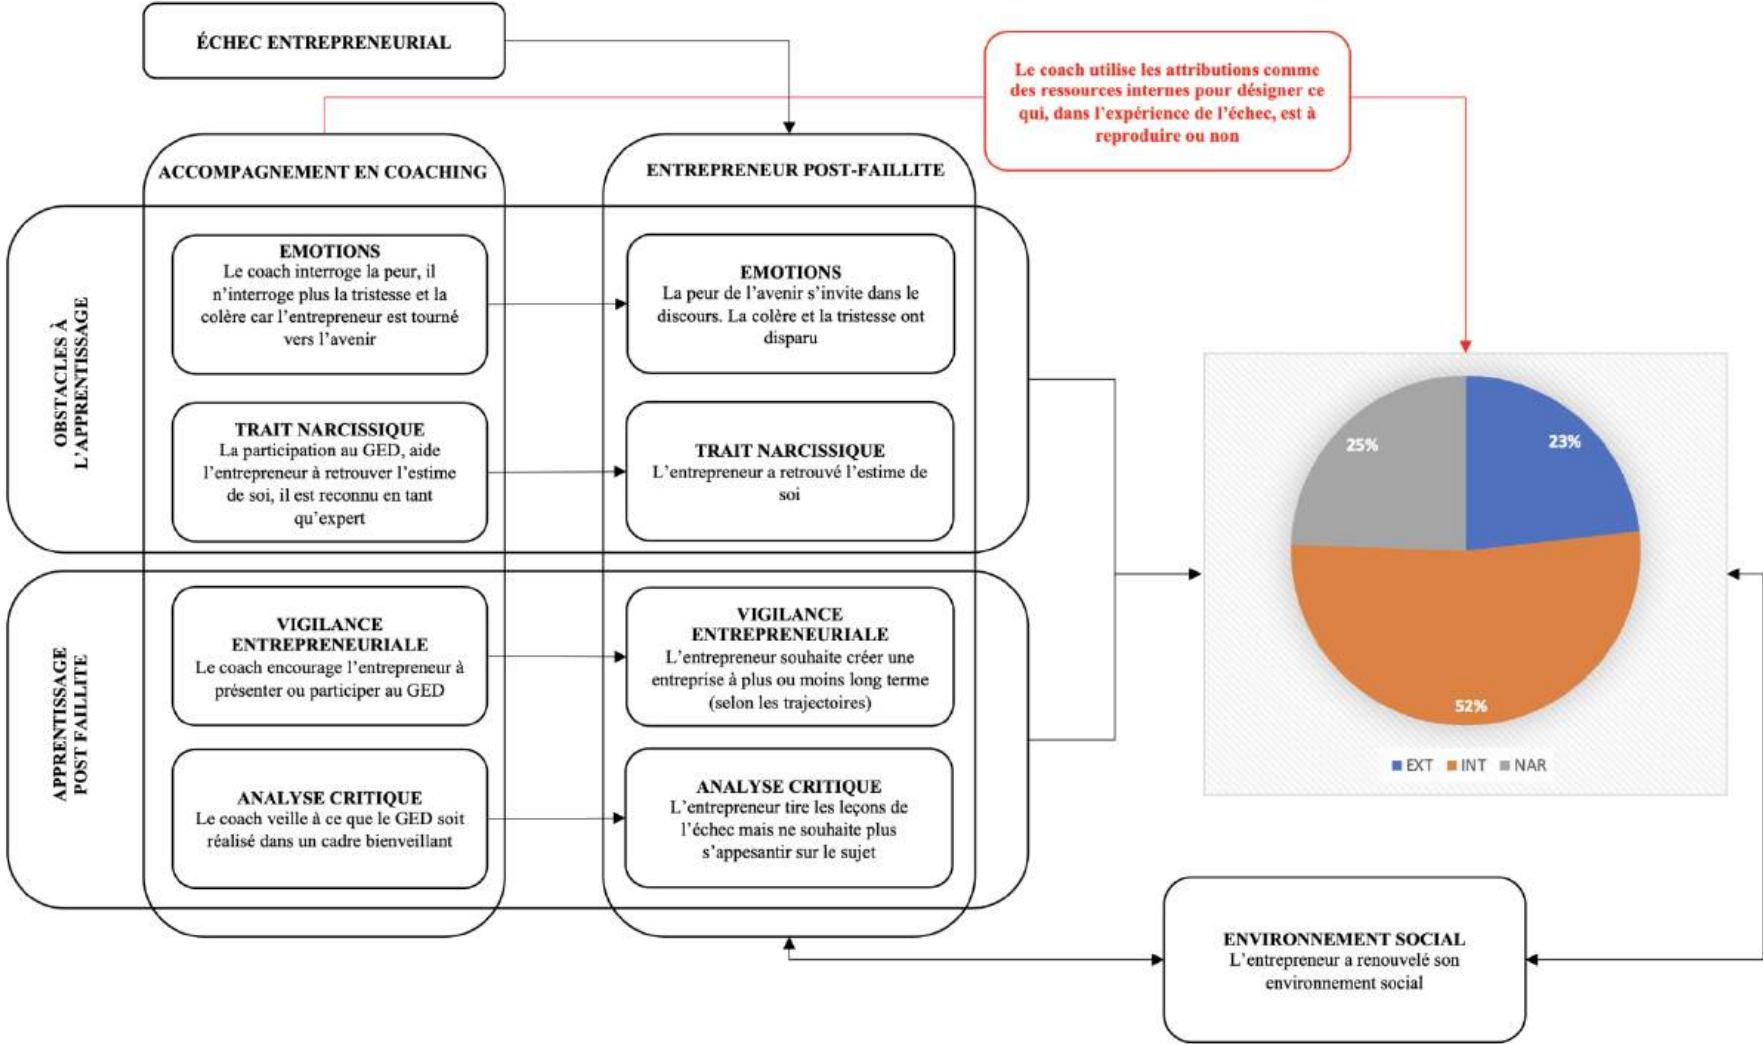 ÉCHEC ENTREPRENEURIAL
Le coach utilise les attributions comme
des ressources internes pour désigner ce
qui, dans l’expérience de l’échec, est à
reproduire ou non
ACCOMPAGNEMENT EN COACHING
ENTREPRENEUR POST-FAILLITE
OBSTACLES À
L’APPRENTISSAGE
EMOTIONS
Le coach interroge la peur, il
n’interroge plus la tristesse et la
colère car l’entrepreneur est tourné
vers l’avenir
EMOTIONS
La peur de l’avenir s’invite dans le
discours. La colère et la tristesse ont
disparu
TRAIT NARCISSIQUE
La participation au GED, aide
l’entrepreneur à retrouver l’estime
de soi, il est reconnu en tant
qu’expert
TRAIT NARCISSIQUE
L’entrepreneur a retrouvé l’estime de
soi
APPRENTISSAGE
POST FAILLITE
VIGILANCE
ENTREPRENEURIALE
Le coach encourage l’entrepreneur à
présenter ou participer au GED
VIGILANCE
ENTREPRENEURIALE
L’entrepreneur souhaite créer une
entreprise à plus ou moins long terme
(selon les trajectoires)
ANALYSE CRITIQUE
Le coach veille à ce que le GED soit
réalisé dans un cadre bienveillant
ANALYSE CRITIQUE
L’entrepreneur tire les leçons de
l’échec mais ne souhaite plus
s’appesantir sur le sujet
25%
23%
52%
EXT INT NAR
ENVIRONNEMENT SOCIAL
L’entrepreneur a renouvelé son
environnement social